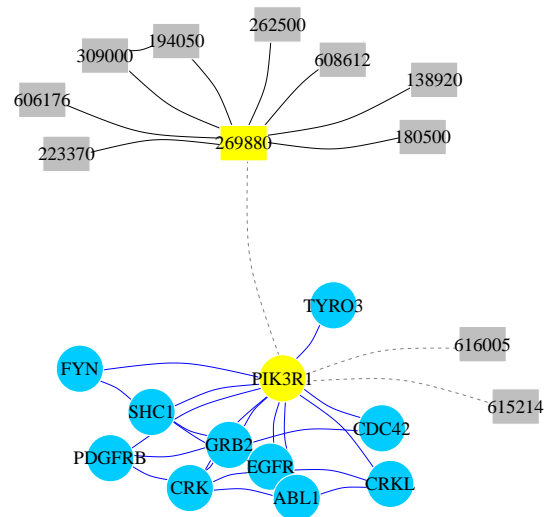 262500
194050
309000
608612
138920
606176
180500
269880
223370
TYRO3
616005
FYN
PIK3R1
615214
SHC1
CDC42
GRB2
PDGFRB
EGFR
CRK
CRKL
ABL1